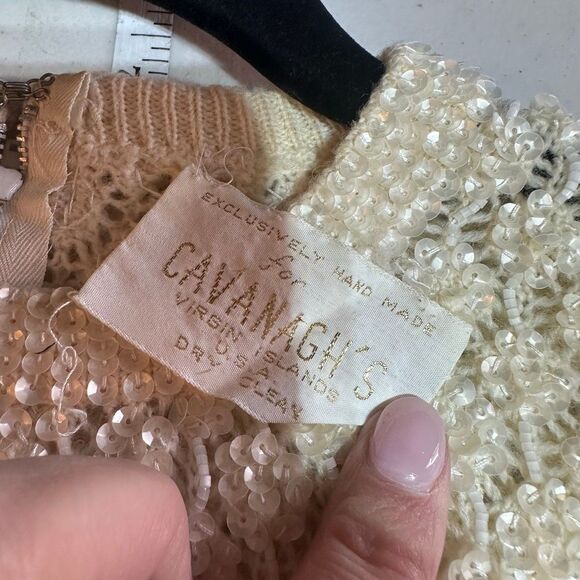 EXCLUSIVELY HAND MADE
for
CAVANAGH'S
VIRGIN ISLANDS
U.S.A
DRY CLEAN